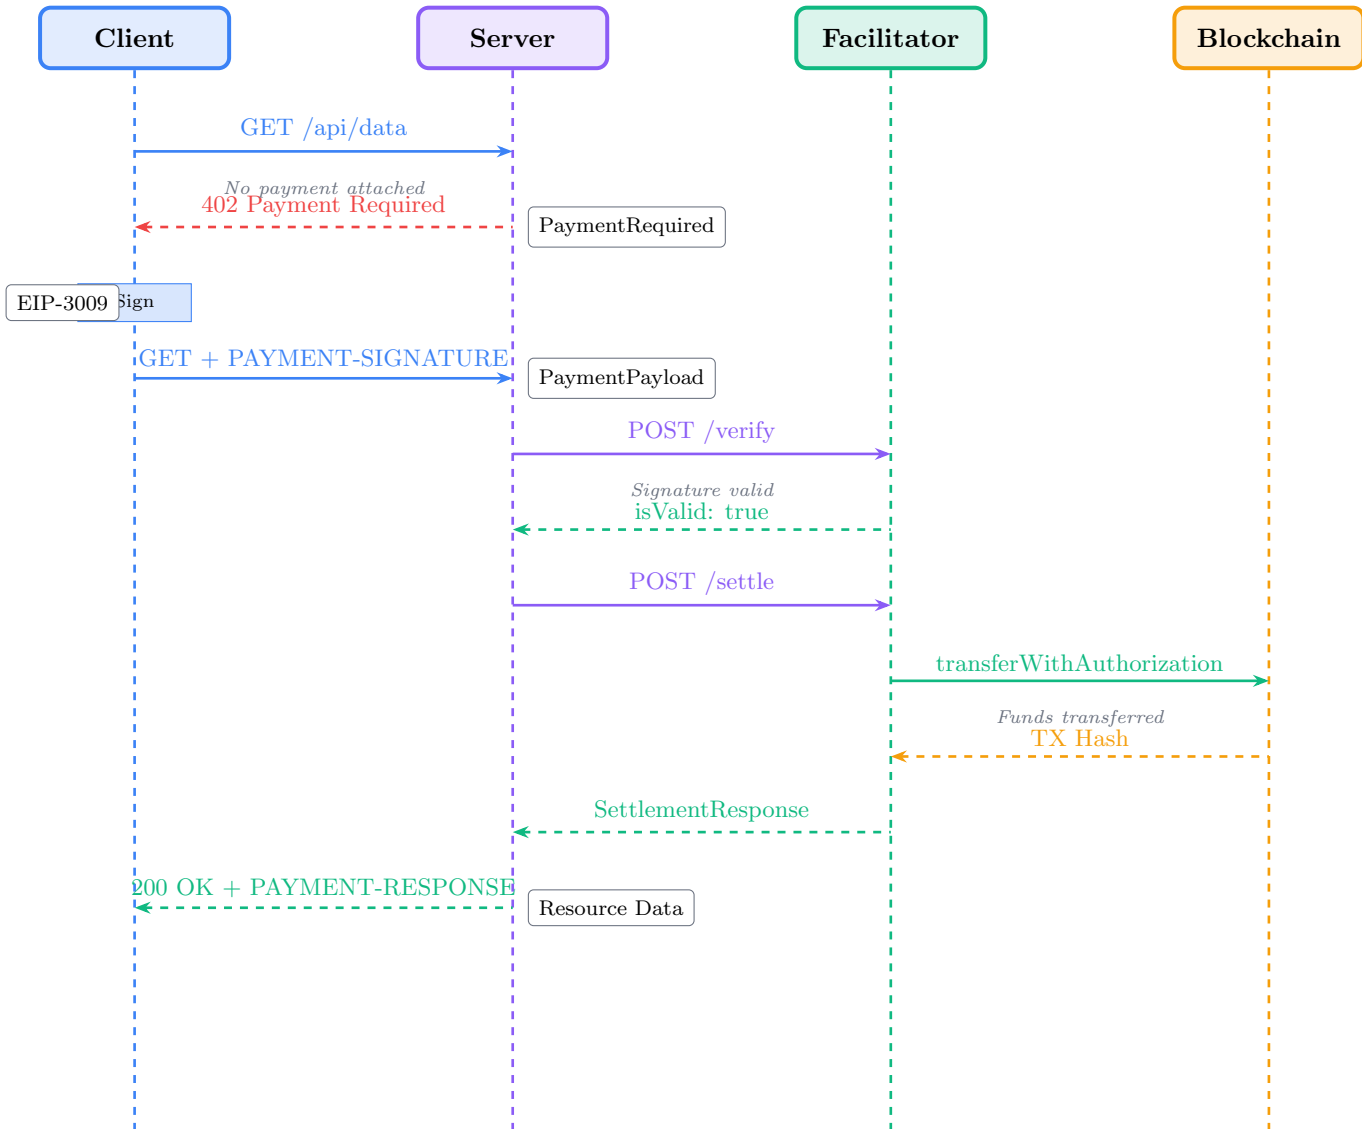 Client
Server
Facilitator
Blockchain
GET /api/data
No payment attached
402 Payment Required
PaymentRequired
EIP-3009
Sign
GET + PAYMENT-SIGNATURE
PaymentPayload
POST /verify
Signature valid
isValid: true
POST /settle
transferWithAuthorization
Funds transferred
TX Hash
SettlementResponse
200 OK + PAYMENT-RESPONSE
Resource Data